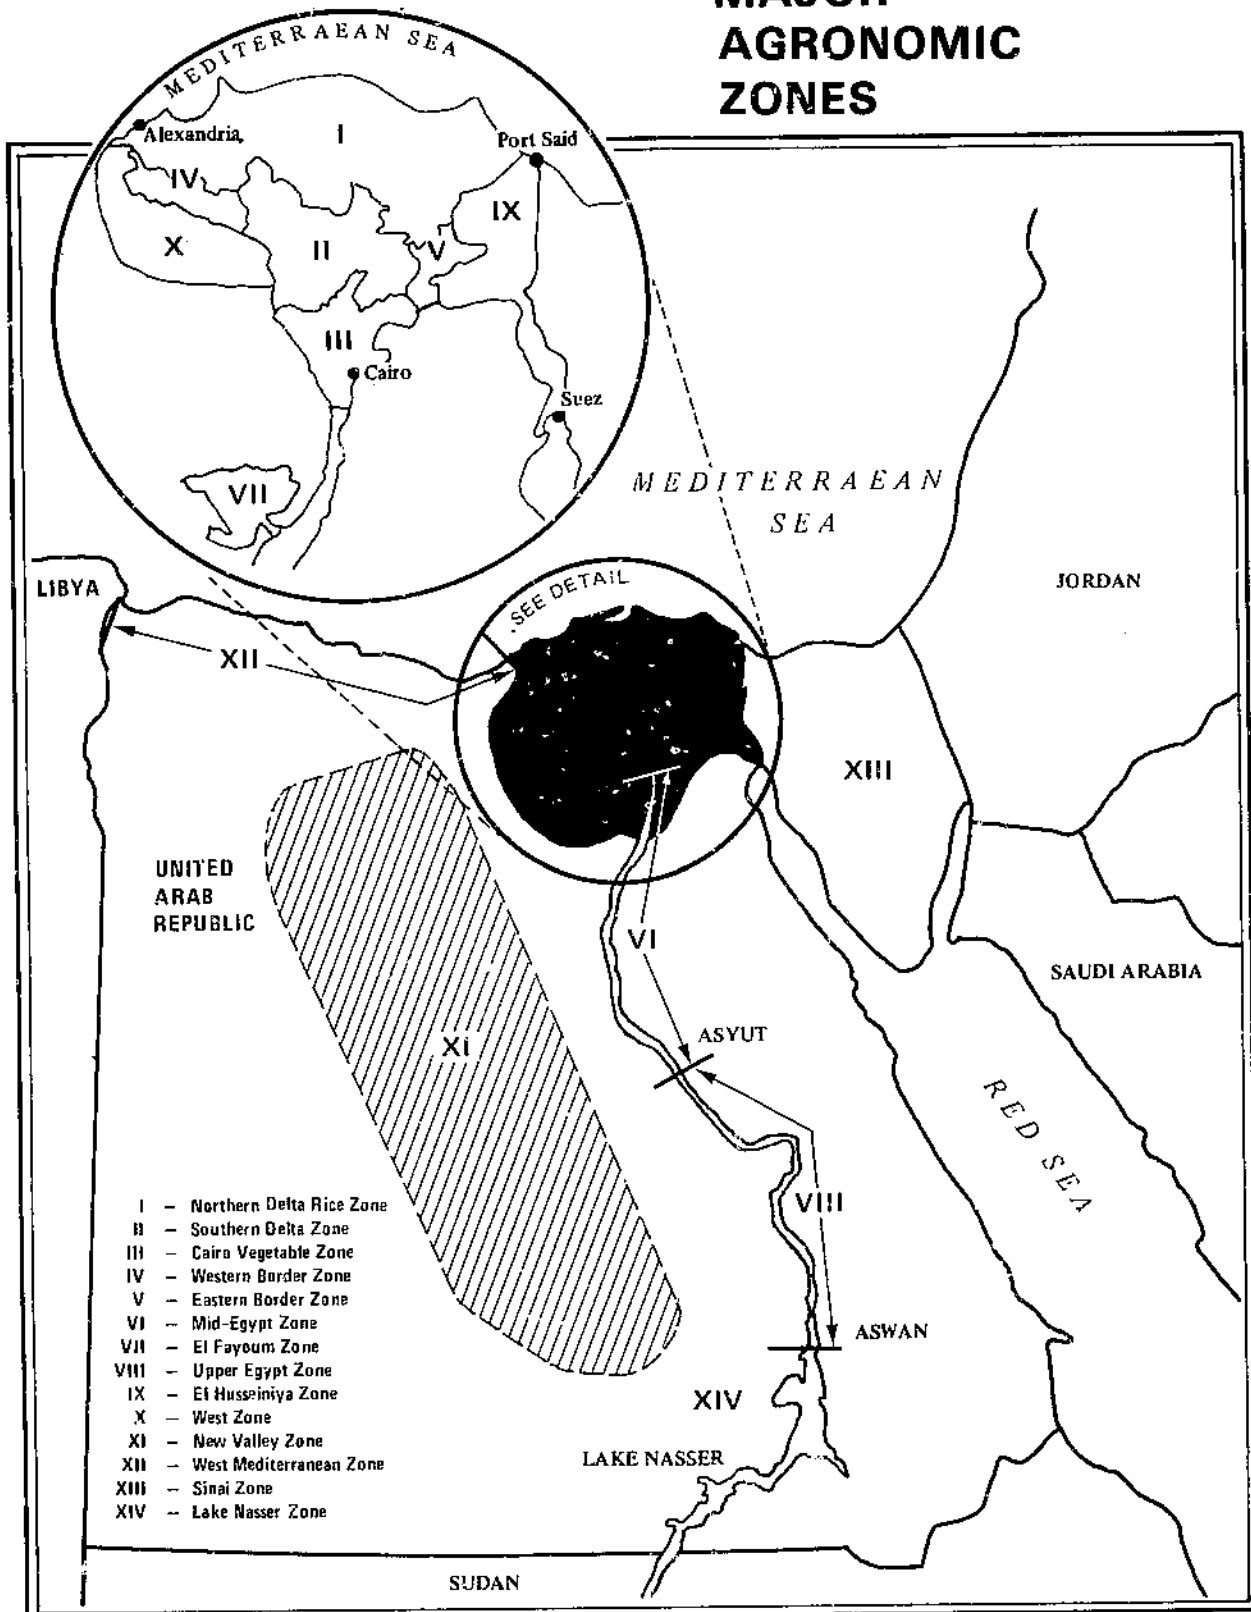 MAJOR
AGRONOMIC
ZONES
MEDITERRAEAN SEA
Alexandria
I
Port Said
IV
IX
X
II
V
III
Cairo
Suez
VII
MEDITERRAEAN
SEA
SEE DETAIL
LIBYA
JORDAN
XII
XIII
UNITED
ARAB
REPUBLIC
VI
SAUDI ARABIA
XI
ASYUT
RED SEA
VIII
ASWAN
XIV
LAKE NASSER
SUDAN
I – Northern Delta Rice Zone
II – Southern Delta Zone
III – Cairo Vegetable Zone
IV – Western Border Zone
V – Eastern Border Zone
VI – Mid-Egypt Zone
VII – El Fayoum Zone
VIII – Upper Egypt Zone
IX – El Husseiniya Zone
X – West Zone
XI – New Valley Zone
XII – West Mediterranean Zone
XIII – Sinai Zone
XIV – Lake Nasser Zone